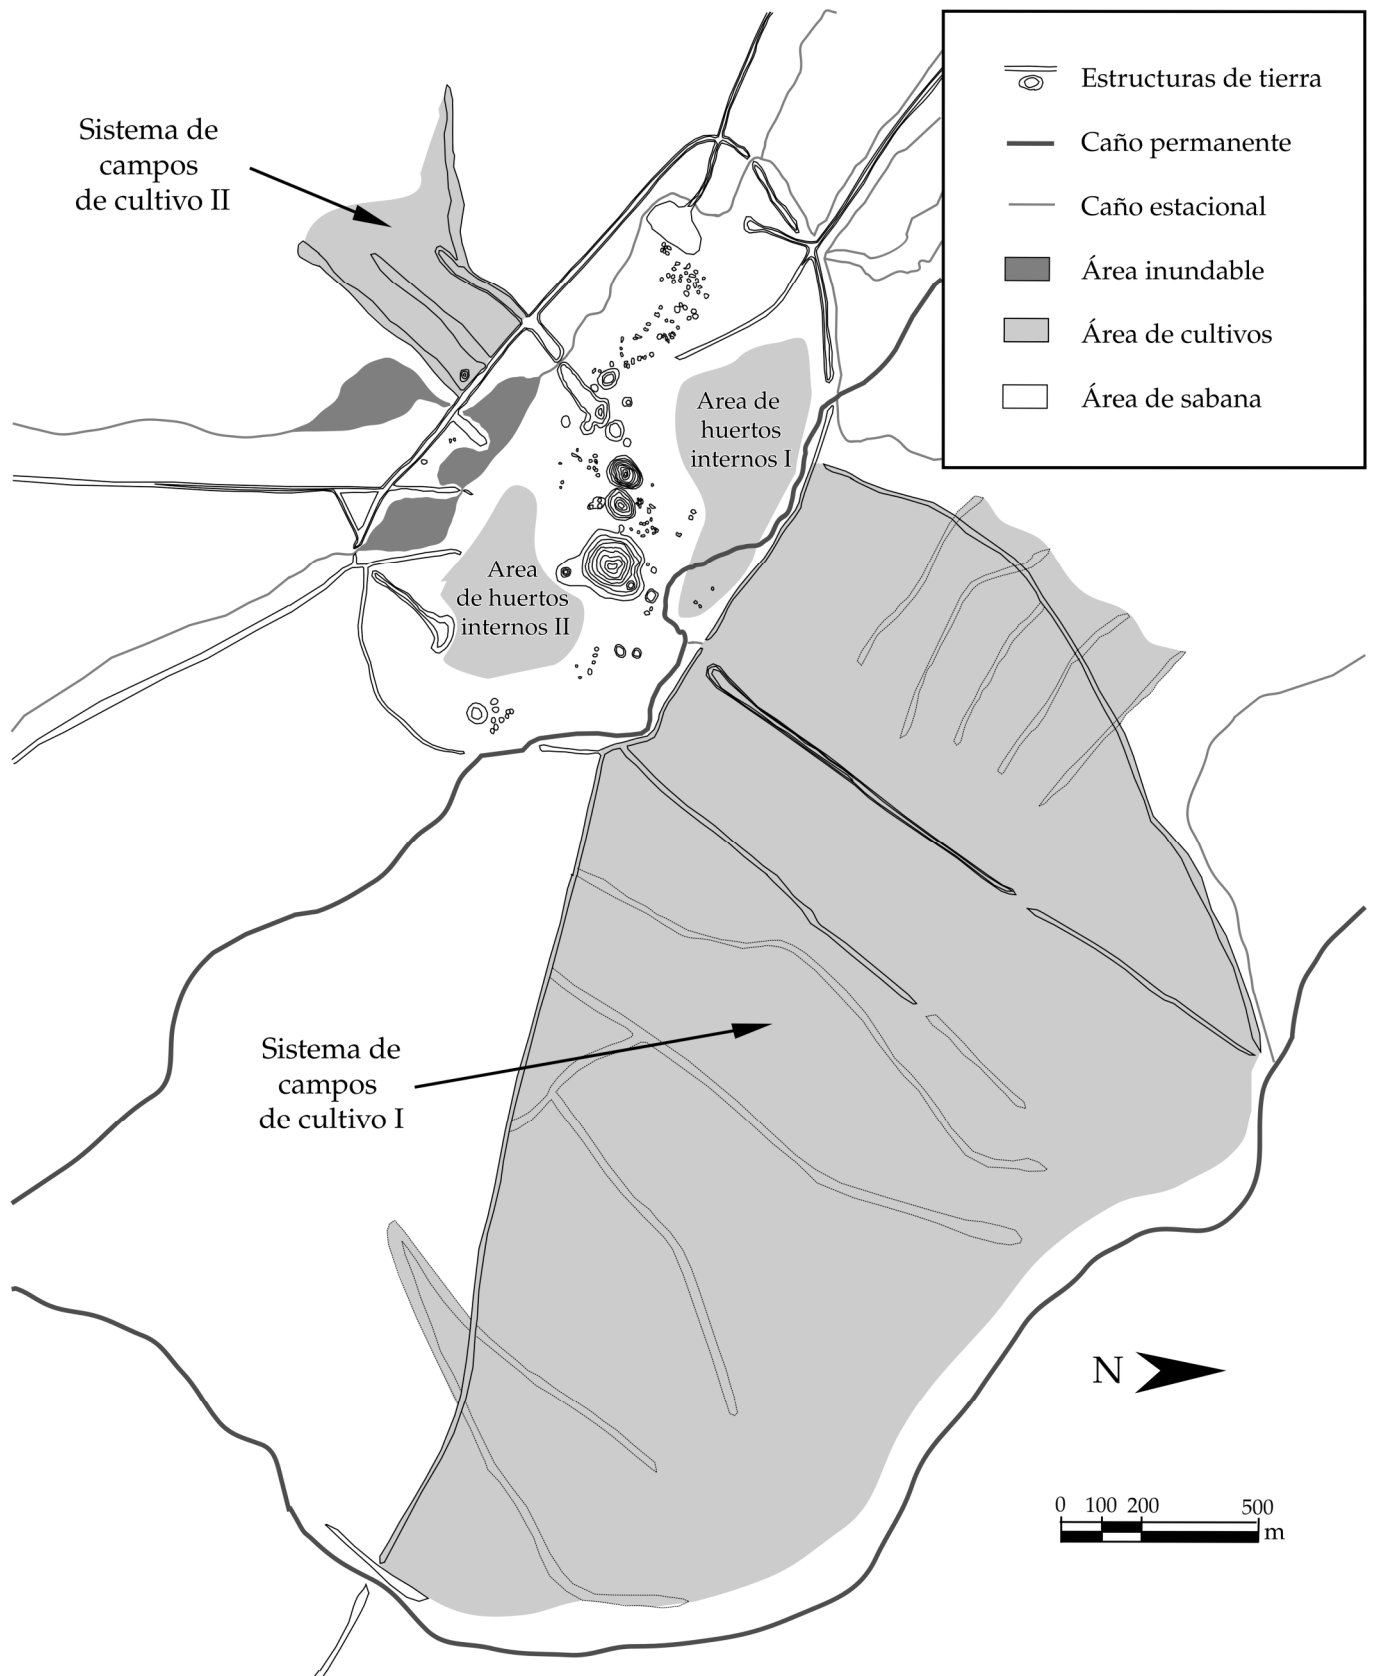 Sistema de
campos
de cultivo II
Estructuras de tierra
Caño permanente
Caño estacional
Área inundable
Área de cultivos
Área de sabana
Area de
huertos
internos I
Area
de huertos
internos II
Sistema de
campos
de cultivo I
N
0 100 200 500
m